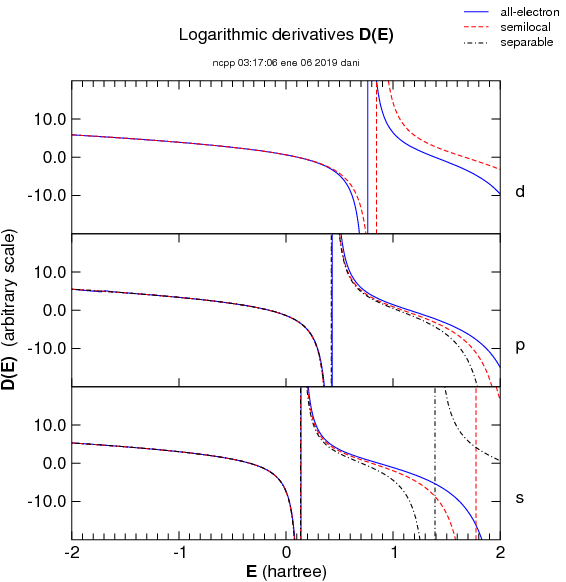 all-electron
semilocal
separable
Logarithmic derivatives D(E)
ncpp 03:17:06 ene 06 2019 dani
10.0
0.0
-10.0
d
10.0
0.0
-10.0
p
10.0
0.0
-10.0
s
D(E) (arbitrary scale)
-2 -1 0 1 2
E (hartree)